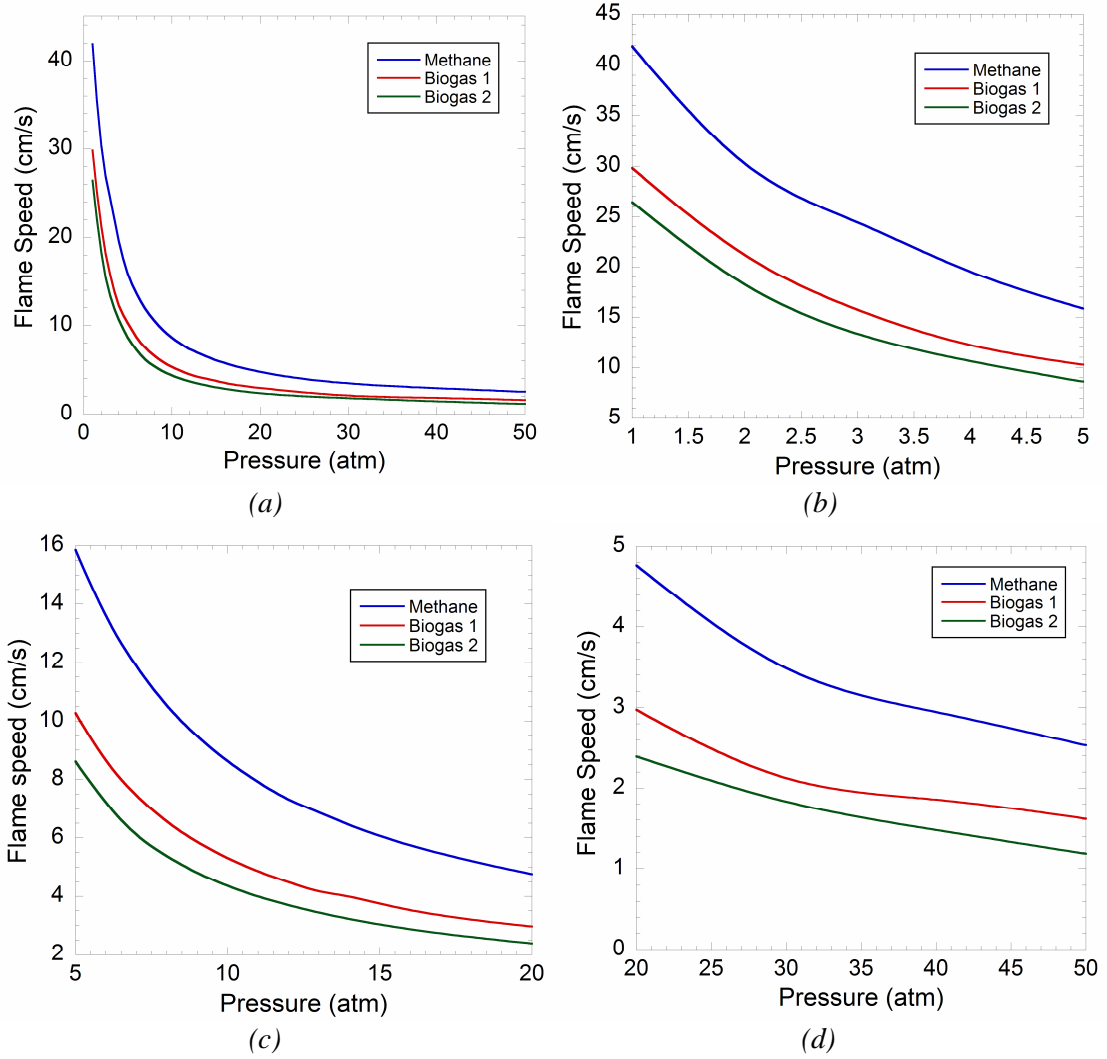 Flame Speed (cm/s)
40
30
20
10
0
Methane
Biogas 1
Biogas 2
0 10 20 30 40 50
Pressure (atm)
(a)
Flame Speed (cm/s)
45
40
35
30
25
20
15
10
5
Methane
Biogas 1
Biogas 2
1 1.5 2 2.5 3 3.5 4 4.5 5
Pressure (atm)
(b)
Flame speed (cm/s)
16
14
12
10
8
6
4
2
Methane
Biogas 1
Biogas 2
5 10 15 20
Pressure (atm)
(c)
Flame Speed (cm/s)
5
4
3
2
1
0
Methane
Biogas 1
Biogas 2
20 25 30 35 40 45 50
Pressure (atm)
(d)